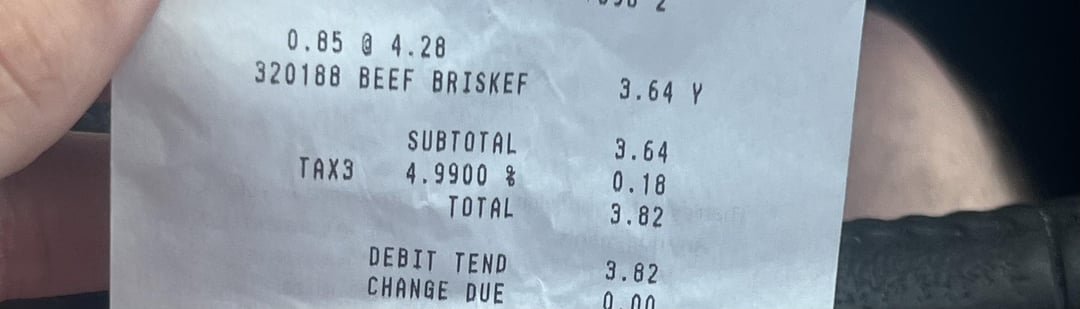 0.85 @ 4.28
320188 BEEF BRISKEF 3.64 Y
SUBTOTAL 3.64
TAX3 4.9900 % 0.18
TOTAL 3.82
DEBIT TEND 3.82
CHANGE DUE 0.00